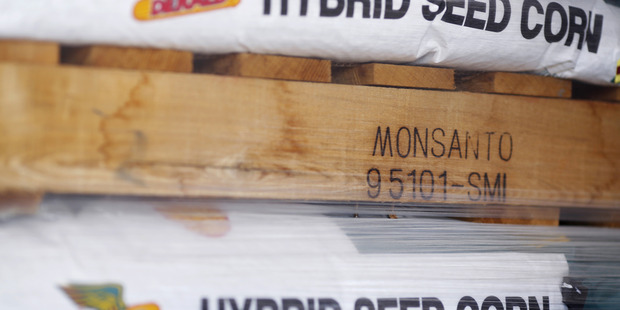 HYBRID SEED CORN
MONSANTO
95101-SMI
HYBRID SEED CORN